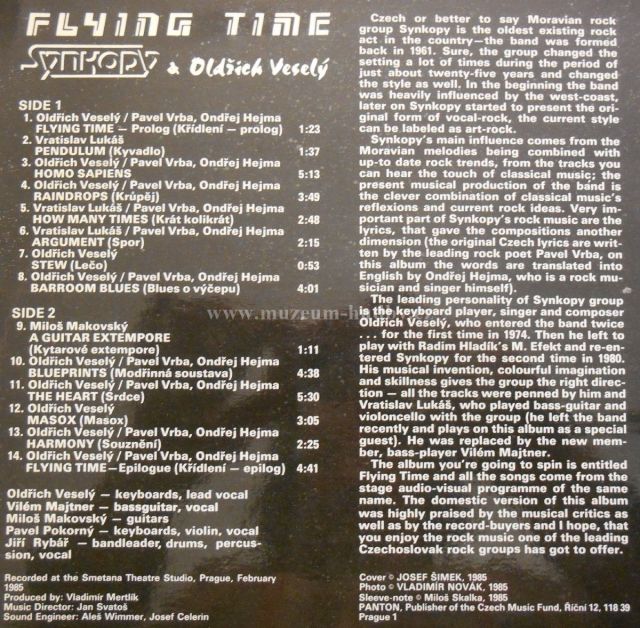 FLYING TIME
Synkopy & Oldřich Veselý
SIDE 1
1. Oldřich Veselý / Pavel Vrba, Ondřej Hejma
FLYING TIME — Prolog (Křídlení — prolog) 1:23
2. Vratislav Lukáš
PENDULUM (Kyvadlo) 1:37
3. Oldřich Veselý / Pavel Vrba, Ondřej Hejma
HOMO SAPIENS 5:13
4. Oldřich Veselý / Pavel Vrba, Ondřej Hejma
RAINDROPS (Krůpěj) 3:49
5. Vratislav Lukáš / Pavel Vrba, Ondřej Hejma
HOW MANY TIMES (Krát kolikrát) 2:48
6. Vratislav Lukáš / Pavel Vrba, Ondřej Hejma
ARGUMENT (Spor) 2:15
7. Oldřich Veselý
STEW (Lečo) 0:53
8. Oldřich Veselý / Pavel Vrba, Ondřej Hejma
BARROOM BLUES (Blues o výčepu) 4:01
SIDE 2
9. Miloš Makovský
A GUITAR EXTEMPORE
(Kytarové extempore) 1:11
10. Oldřich Veselý / Pavel Vrba, Ondřej Hejma
BLUEPRINTS (Modřinná soustava) 4:38
11. Oldřich Veselý / Pavel Vrba, Ondřej Hejma
THE HEART (Srdce) 5:30
12. Oldřich Veselý
MASOX (Masox) 3:05
13. Oldřich Veselý / Pavel Vrba, Ondřej Hejma
HARMONY (Souznění) 2:25
14. Oldřich Veselý / Pavel Vrba, Ondřej Hejma
FLYING TIME—Epilogue (Křídlení — epilog) 4:41
Oldřich Veselý — keyboards, lead vocal
Vilém Majtner — bassguitar, vocal
Miloš Makovský — guitars
Pavel Pokorný — keyboards, violin, vocal
Jiří Rybář — bandleader, drums, percus-
sion, vocal
Recorded at the Smetana Theatre Studio, Prague, February
1985
Produced by: Vladimír Mertlík
Music Director: Jan Svatoš
Sound Engineer: Aleš Wimmer, Josef Celerin
Czech or better to say Moravian rock
group Synkopy is the oldest existing rock
act in the country—the band was formed
back in 1961. Sure, the group changed the
setting a lot of times during the period of
just about twenty-five years and changed
the style as well. In the beginning the band
was heavily influenced by the west-coast,
later on Synkopy started to present the ori-
ginal form of vocal-rock, the current style
can be labeled as art-rock.
Synkopy's main influence comes from the
Moavian melodies being combined with
up-to date rock trends, from the tracks you
can hear the touch of classical music; the
present musical production of the band is
the clever combination of classical music's
reflexions and current rock ideas. Very im-
portant part of Synkopy's rock music are the
lyrics, that gave the compositions another
dimension (the original Czech lyrics are writ-
ten by the leading rock poet Pavel Vrba, on
this album the words are translated into
English by Ondřej Hejma, who is a rock mu-
sician and singer himself).
The leading personality of Synkopy group
is the keyboard player, singer and composer
Oldřich Veselý, who entered the band twice
. . . for the first time in 1974. Then he left to
play with Radim Hladík's M. Efekt and re-en-
tered Synkopy for the second time in 1980.
His musical invention, colourful imagination
and skillness gives the group the right direc-
tion — all the tracks were penned by him and
Vratislav Lukáš, who played bass-guitar and
violoncello with the group (he left the band
recently and plays on this album as a special
guest). He was replaced by the new mem-
ber, bass-player Vilém Majtner.
The album you're going to spin is entitled
Flying Time and all the songs come from the
stage audio-visual programme of the same
name. The domestic version of this album
was highly praised by the musical critics as
well as by the record-buyers and I hope, that
you enjoy the rock music one of the leading
Czechoslovak rock groups has got to offer.
Cover © JOSEF ŠIMEK, 1985
Photo © VLADIMÍR NOVÁK, 1985
Sleeve-note © Miloš Skalka, 1985
PANTON, Publisher of the Czech Music Fund, Říční 12, 118 39
Prague 1